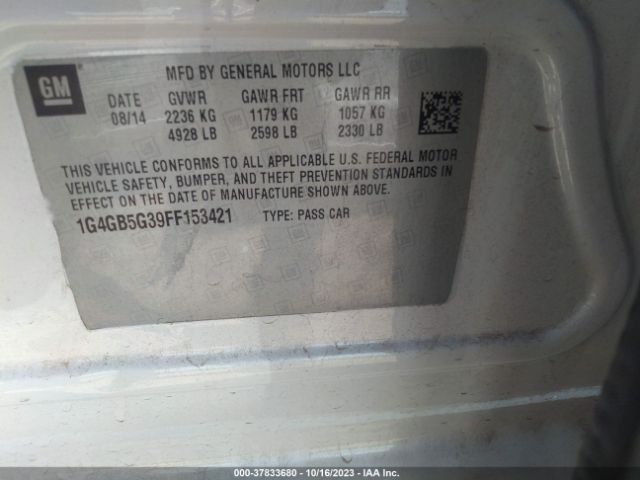 GM
MFD BY GENERAL MOTORS LLC
DATE GVWR GAWR FRT GAWR RR
08/14 2236 KG 1179 KG 1057 KG
4928 LB 2598 LB 2330 LB
THIS VEHICLE CONFORMS TO ALL APPLICABLE U.S. FEDERAL MOTOR
VEHICLE SAFETY, BUMPER, AND THEFT PREVENTION STANDARDS IN
EFFECT ON THE DATE OF MANUFACTURE SHOWN ABOVE.
1G4GB5G39FF153421 TYPE: PASS CAR
000-37833680 - 10/16/2023 - IAA Inc.